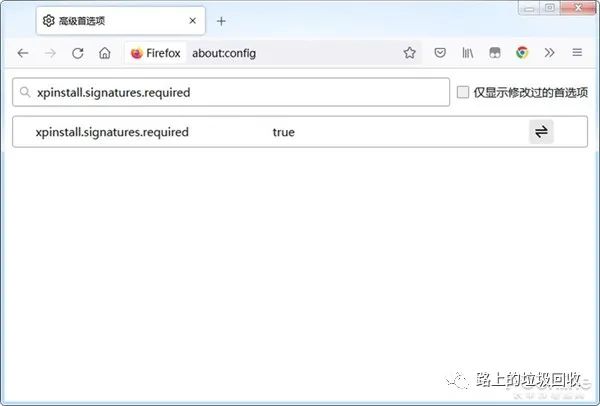 高级首选项
Firefox
about:config
xpinstall.signatures.required
仅显示修改过的首选项
xpinstall.signatures.required
true
路上的垃圾回收